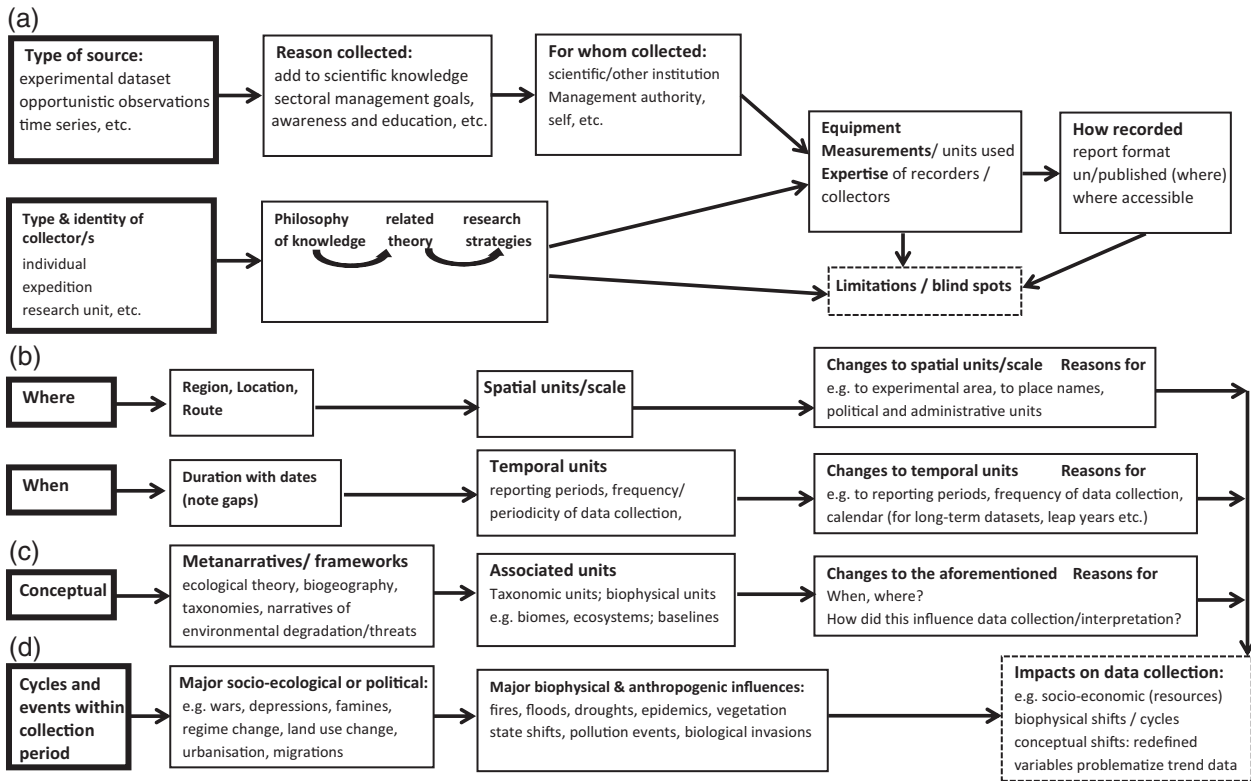 (a)
Type of source:
experimental dataset
opportunistic observations
time series, etc.
Reason collected:
add to scientific knowledge
sectoral management goals,
awareness and education, etc.
For whom collected:
scientific/other institution
Management authority,
self, etc.
Equipment
Measurements/ units used
Expertise of recorders /
collectors
How recorded
report format
un/published (where)
where accessible
Type & identity of
collector/s
individual
expedition
research unit, etc.
Philosophy related research
of knowledge theory strategies
Limitations / blind spots
(b)
Where
Region, Location,
Route
Spatial units/scale
Changes to spatial units/scale Reasons for
e.g. to experimental area, to place names,
political and administrative units
When
Duration with dates
(note gaps)
Temporal units
reporting periods, frequency/
periodicity of data collection,
Changes to temporal units Reasons for
e.g. to reporting periods, frequency of data collection,
calendar (for long-term datasets, leap years etc.)
(c)
Conceptual
Metanarratives/ frameworks
ecological theory, biogeography,
taxonomies, narratives of
environmental degradation/threats
Associated units
Taxonomic units; biophysical units
e.g. biomes, ecosystems; baselines
Changes to the aforementioned Reasons for
When, where?
How did this influence data collection/interpretation?
(d)
Cycles and
events within
collection
period
Major socio-ecological or political:
e.g. wars, depressions, famines,
regime change, land use change,
urbanisation, migrations
Major biophysical & anthropogenic influences:
fires, floods, droughts, epidemics, vegetation
state shifts, pollution events, biological invasions
Impacts on data collection:
e.g. socio-economic (resources)
biophysical shifts / cycles
conceptual shifts: redefined
variables problematize trend data